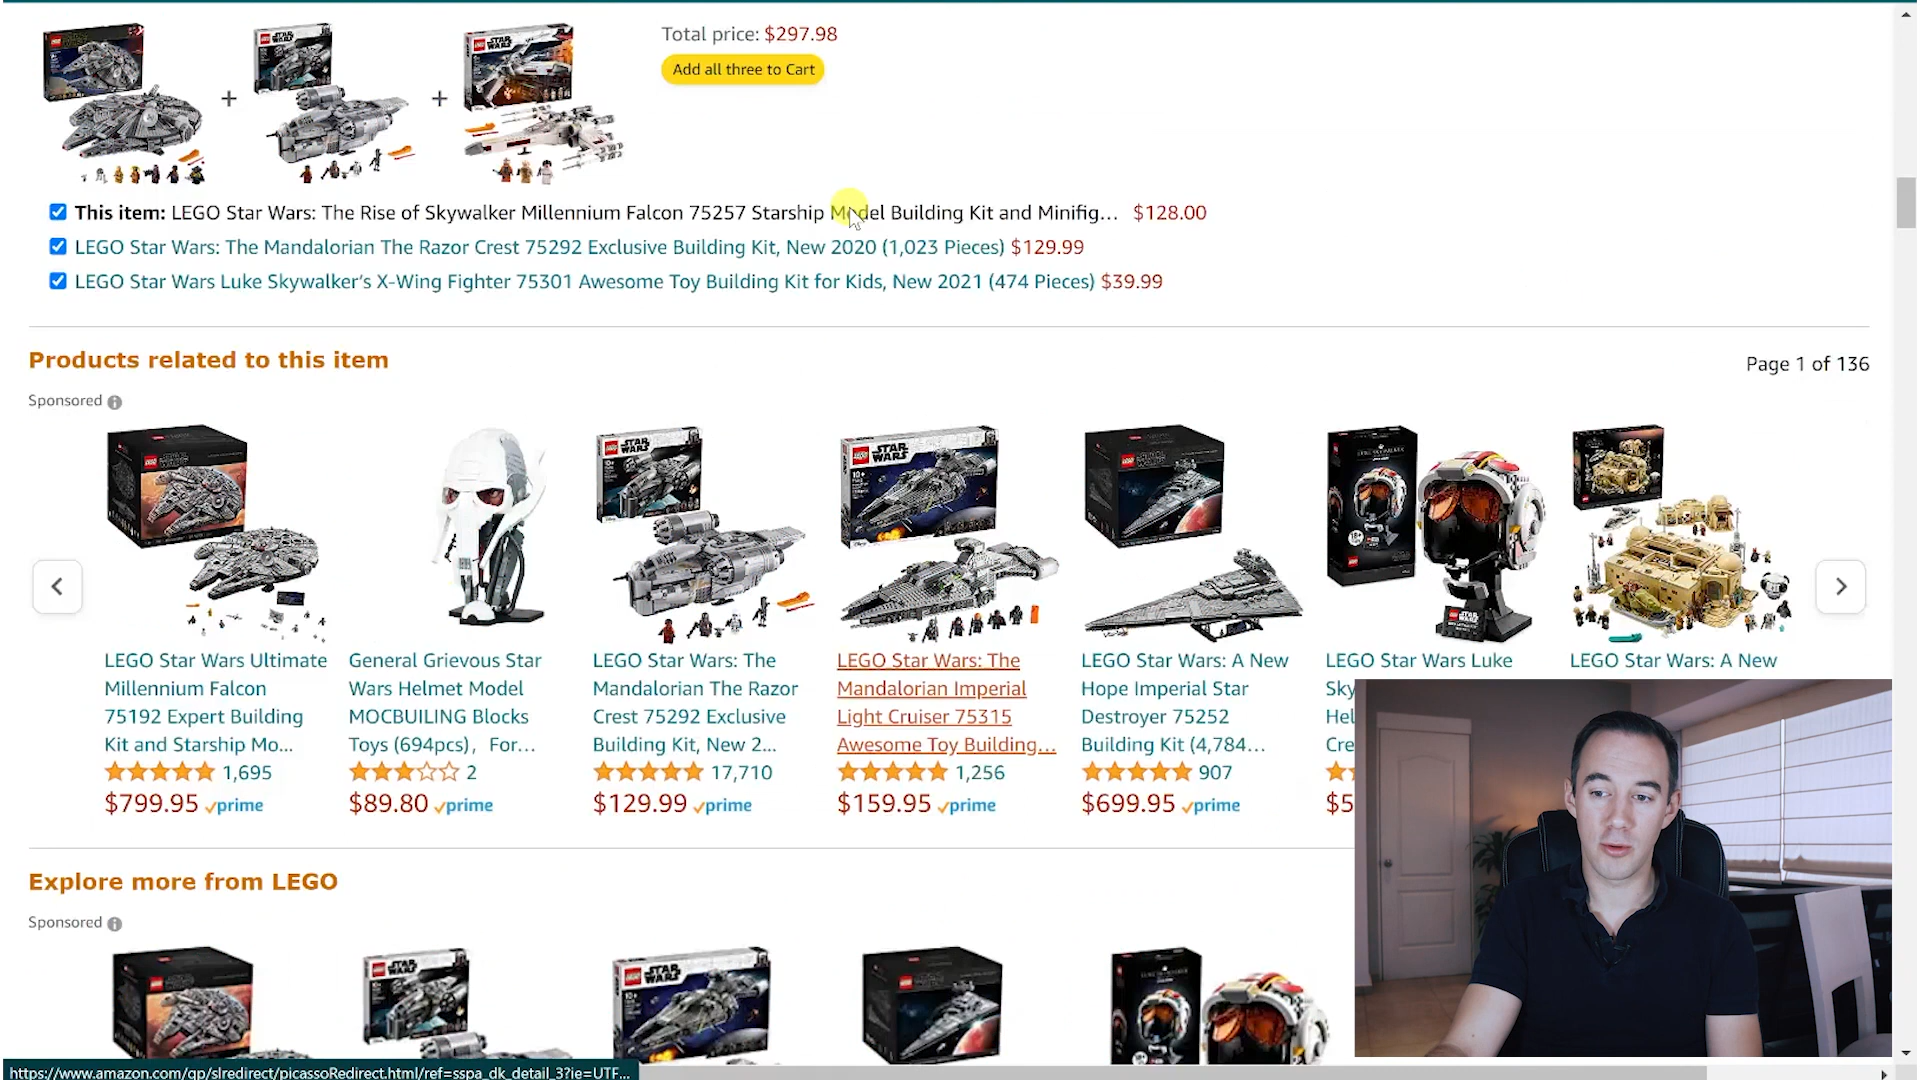 Total price: $297.98
Add all three to Cart
This item: LEGO Star Wars: The Rise of Skywalker Millennium Falcon 75257 Starship Model Building Kit and Minifig... $128.00
LEGO Star Wars: The Mandalorian The Razor Crest 75292 Exclusive Building Kit, New 2020 (1,023 Pieces) $129.99
LEGO Star Wars Luke Skywalker's X-Wing Fighter 75301 Awesome Toy Building Kit for Kids, New 2021 (474 Pieces) $39.99
Products related to this item
Page 1 of 136
Sponsored
LEGO Star Wars Ultimate
Millennium Falcon
75192 Expert Building
Kit and Starship Mo...
1,695
$799.95 prime
General Grievous Star
Wars Helmet Model
MOCBUILING Blocks
Toys (694pcs), For...
2
$89.80 prime
LEGO Star Wars: The
Mandalorian The Razor
Crest 75292 Exclusive
Building Kit, New 2...
17,710
$129.99 prime
LEGO Star Wars: The
Mandalorian Imperial
Light Cruiser 75315
Awesome Toy Building...
1,256
$159.95 prime
LEGO Star Wars: A New
Hope Imperial Star
Destroyer 75252
Building Kit (4,784...
907
$699.95 prime
LEGO Star Wars Luke
Sky
Hel
Cre
$5
LEGO Star Wars: A New
Explore more from LEGO
Sponsored
https://www.amazon.com/gp/slredirect/picassoRedirect.html/ref=sspa_dk_detail_3?ie=UTF...